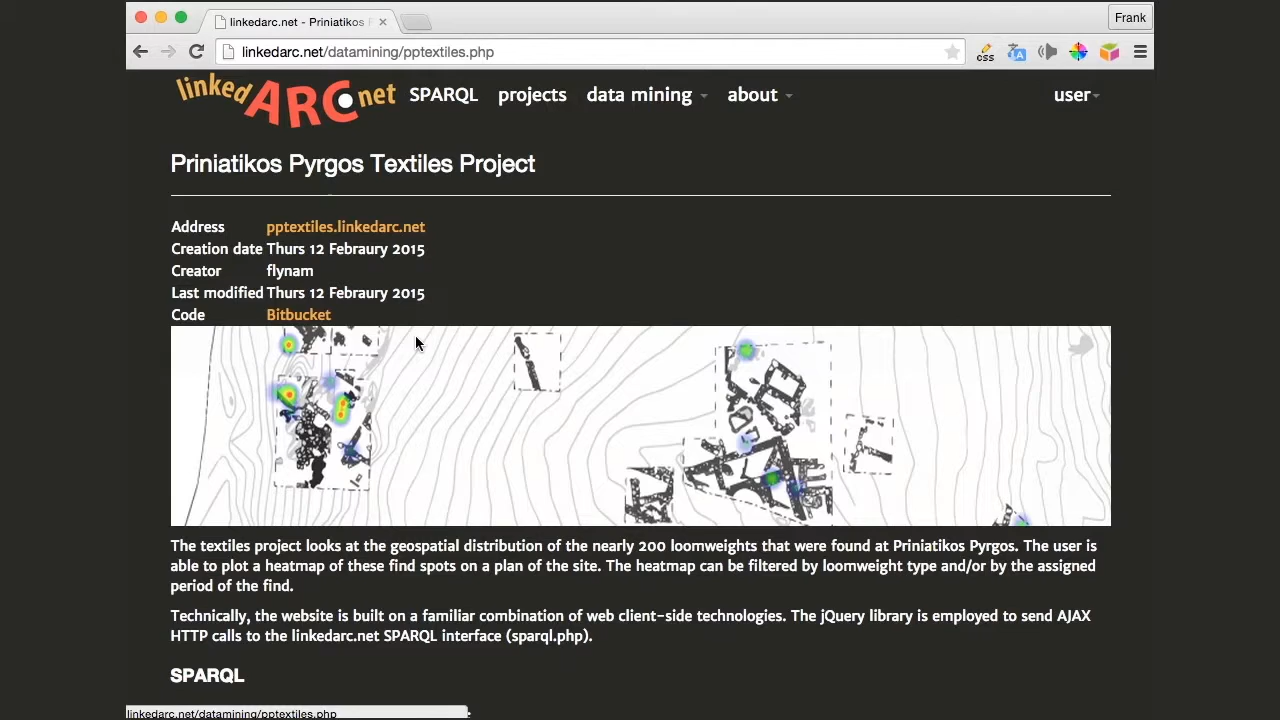 linkedarc.net - Priniatikos P
Frank
linkedarc.net/datamining/pptextiles.php
css
linked ARC net
SPARQL projects data mining about user
Priniatikos Pyrgos Textiles Project
Address pptextiles.linkedarc.net
Creation date Thurs 12 Febraury 2015
Creator flynam
Last modified Thurs 12 Febraury 2015
Code Bitbucket
The textiles project looks at the geospatial distribution of the nearly 200 loomweights that were found at Priniatikos Pyrgos. The user is
able to plot a heatmap of these find spots on a plan of the site. The heatmap can be filtered by loomweight type and/or by the assigned
period of the find.
Technically, the website is built on a familiar combination of web client-side technologies. The jQuery library is employed to send AJAX
HTTP calls to the linkedarc.net SPARQL interface (sparql.php).
SPARQL
linkedarc.net/datamining/pptextiles.php